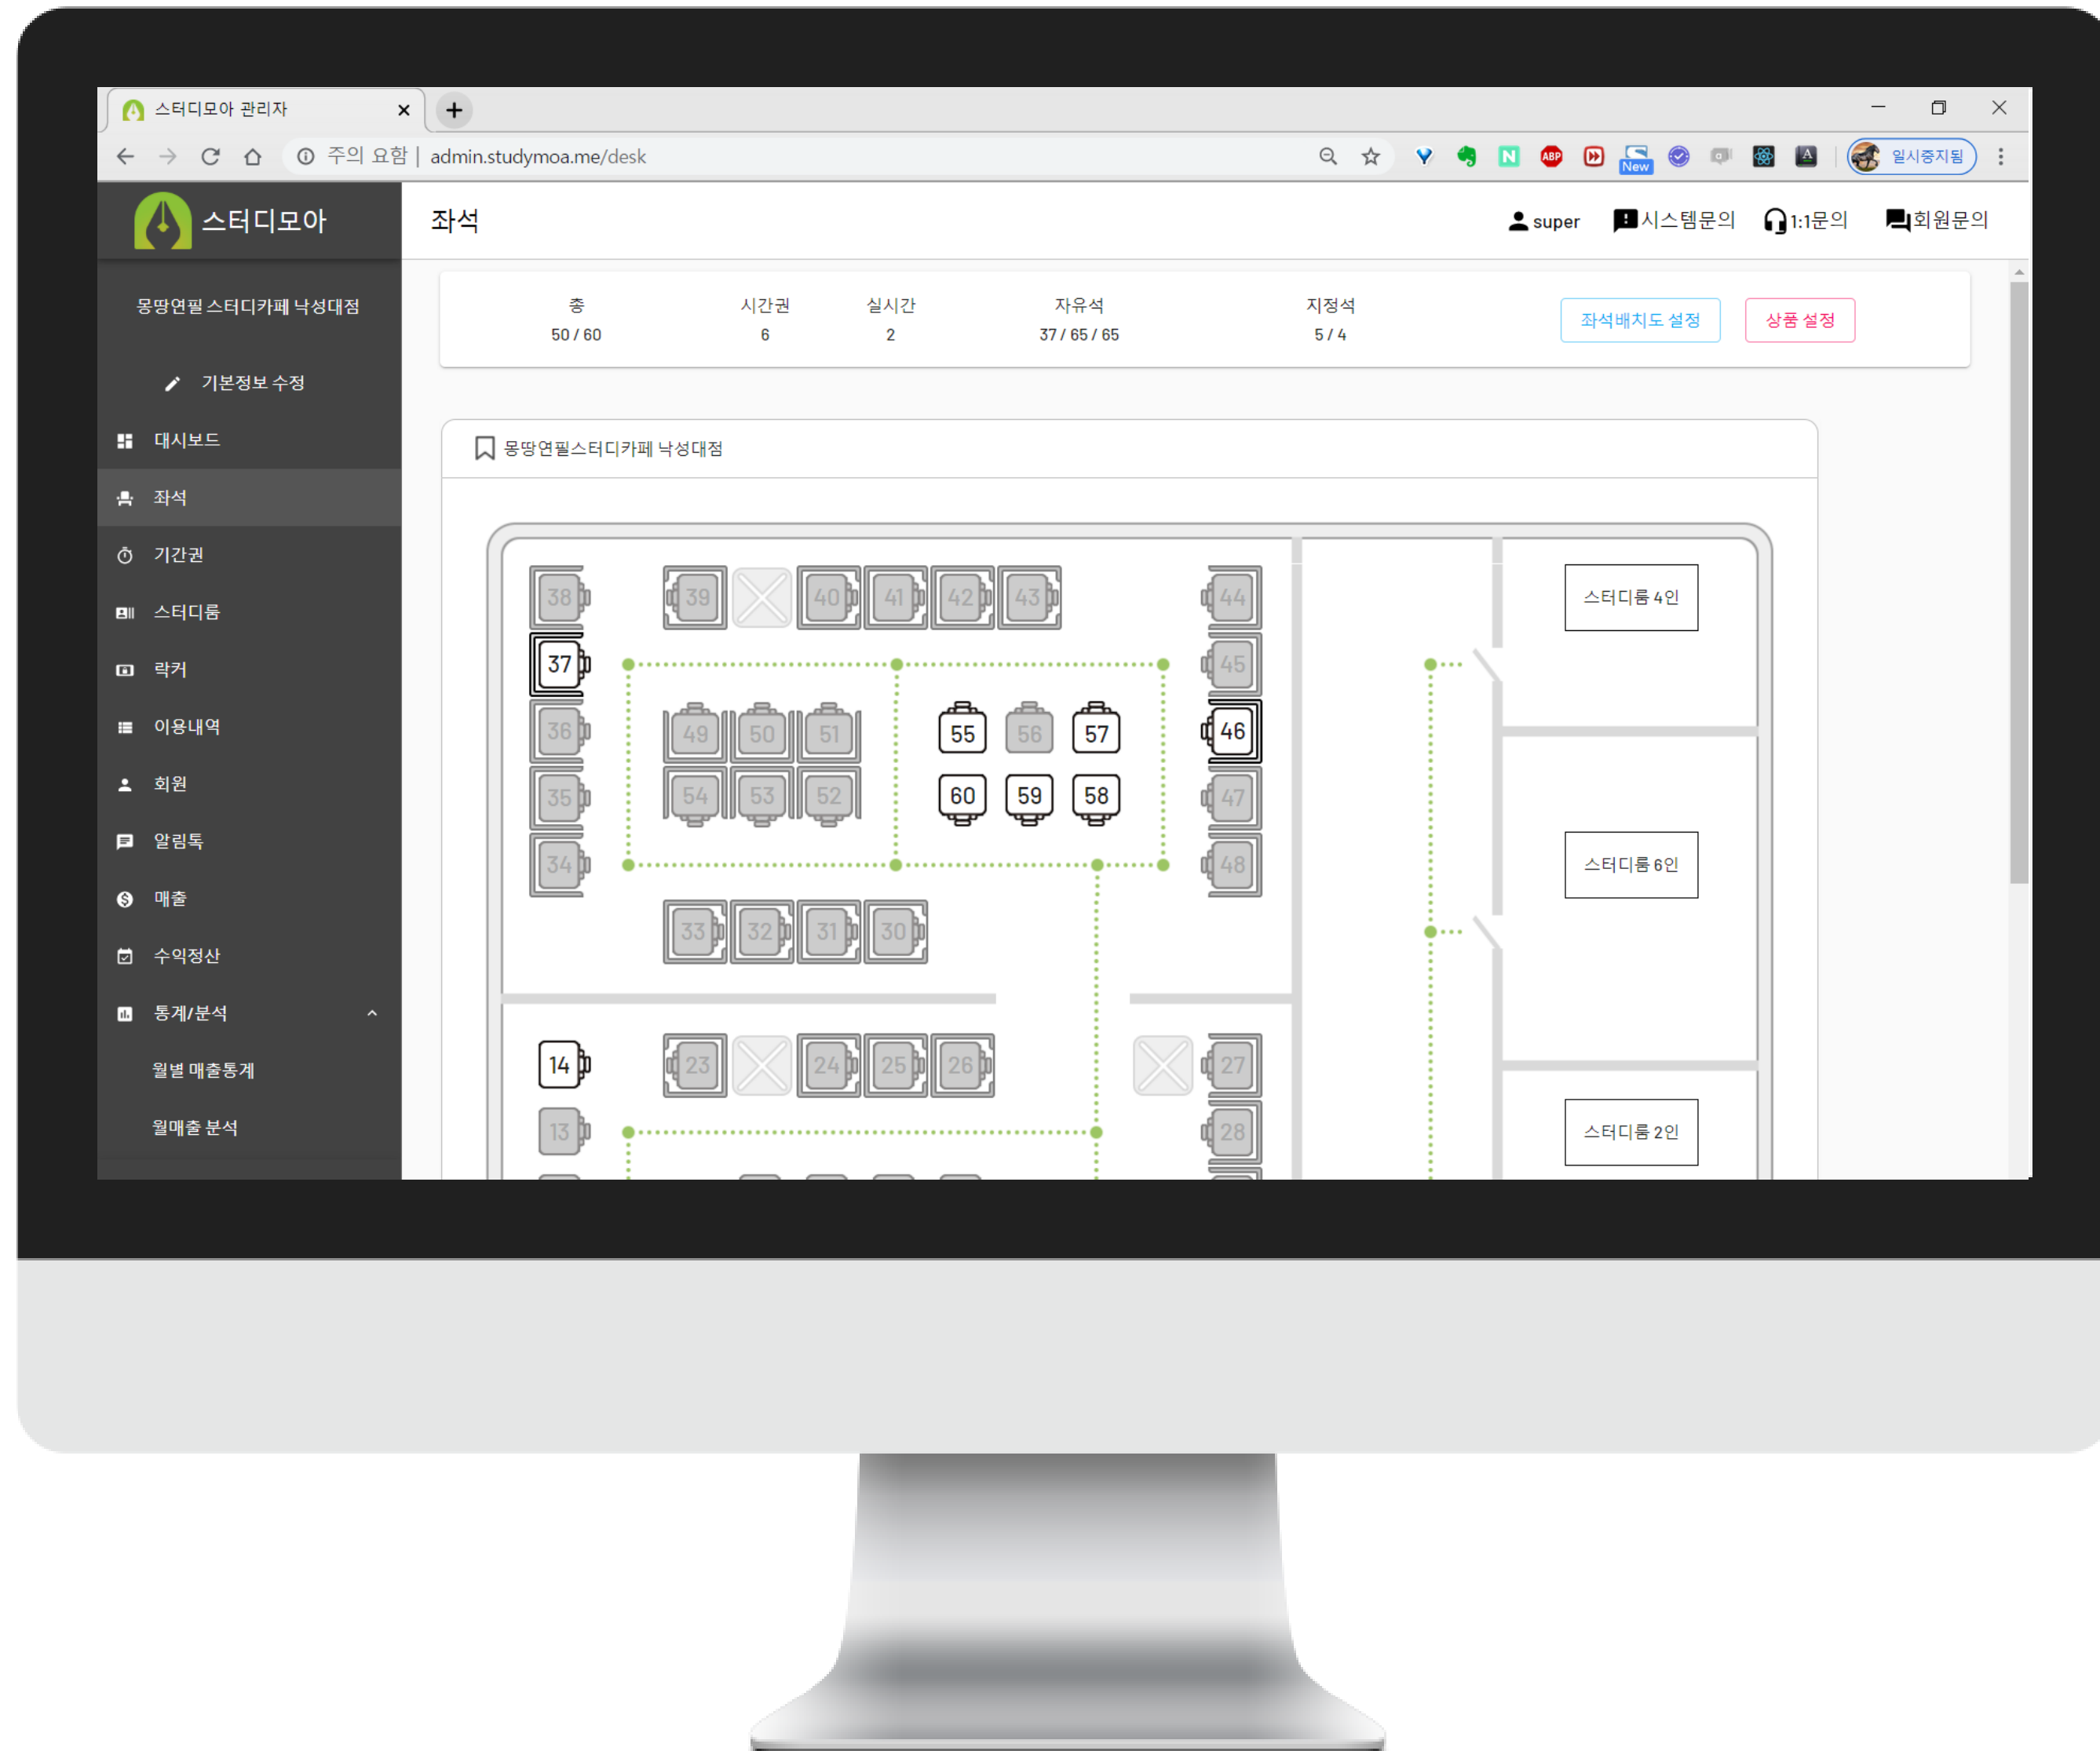 스터디모아 관리자
주의 요함 | admin.studymoa.me/desk
N
ABP
New
a
A
일시중지됨
스터디모아
좌석
super
시스템문의
1:1문의
회원문의
몽땅연필 스터디카페 낙성대점
기본정보 수정
대시보드
좌석
기간권
스터디룸
락커
이용내역
회원
알림톡
매출
수익정산
통계/분석
월별 매출통계
월매출 분석
총
50 / 60
시간권
6
실시간
2
자유석
37 / 65 / 65
지정석
5 / 4
좌석배치도 설정
상품 설정
몽땅연필스터디카페 낙성대점
38 39 40 41 42 43 44
37 45
36 49 50 51 55 56 57 46
35 54 53 52 60 59 58 47
34 48
33 32 31 30
14 23 24 25 26 27
13 28
스터디룸 4인
스터디룸 6인
스터디룸 2인